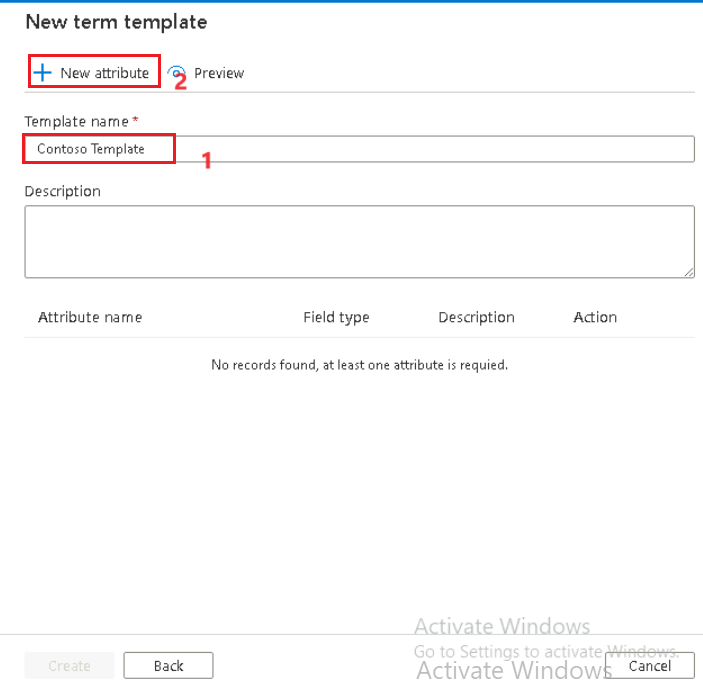 New term template
New attribute 2 Preview
Template name *
Contoso Template 1
Description
Attribute name Field type Description Action
No records found, at least one attribute is requied.
Activate Windows
Go to Settings to activate Windows.
Activate Windows
Create Back Cancel